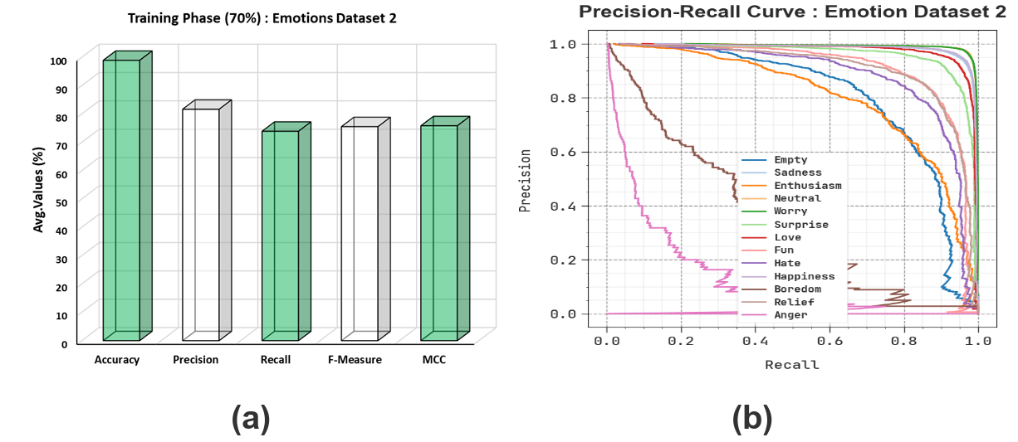 Training Phase (70%) : Emotions Dataset 2
Avg.Values (%)
100
90
80
70
60
50
40
30
20
10
0
Accuracy Precision Recall F-Measure MCC
(a)
Precision-Recall Curve : Emotion Dataset 2
Precision
1.0
0.8
0.6
0.4
0.2
0.0
Empty
Sadness
Enthusiasm
Neutral
Worry
Surprise
Love
Fun
Hate
Happiness
Boredom
Relief
Anger
0.0 0.2 0.4 0.6 0.8 1.0
Recall
(b)